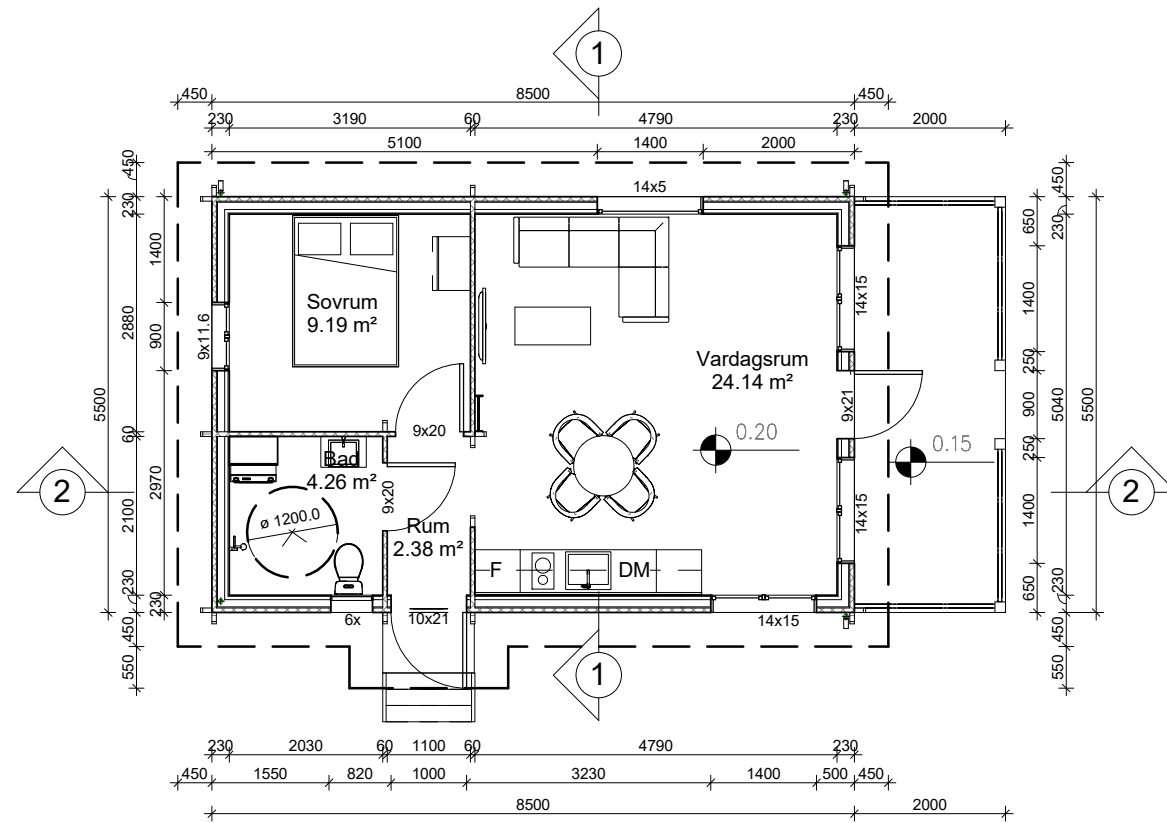 1
450
8500
450
230
3190
60
4790
230
2000
5100
1400
2000
14x5
450
230
1400
2880
900
5500
60
2970
2100
230
230
450
550
9x11.6
Sovrum
9.19 m²
9x20
Vardagsrum
24.14 m²
14x15
9x21
0.20
0.15
14x15
2
Bad
4.26 m²
9x20
ø 1200.0
Rum
2.38 m²
F
DM
6x
10x21
14x15
1
650
1400
250
900
250
1400
650
450
230
5040
230
450
550
5500
2
230
2030
60
1100
60
4790
230
450
1550
820
1000
3230
1400
500
450
8500
2000